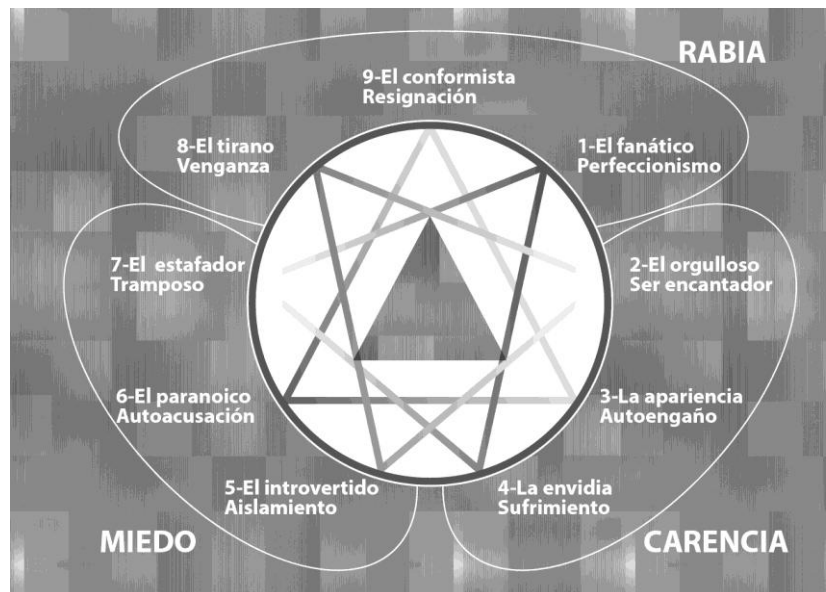 RABIA
9-El conformista
Resignación
8-El tirano
Venganza
1-El fanático
Perfeccionismo
7-El estafador
Tramposo
2-El orgulloso
Ser encantador
6-El paranoico
Autoacusación
3-La apariencia
Autoengaño
5-El introvertido
Aislamiento
4-La envidia
Sufrimiento
MIEDO
CARENCIA